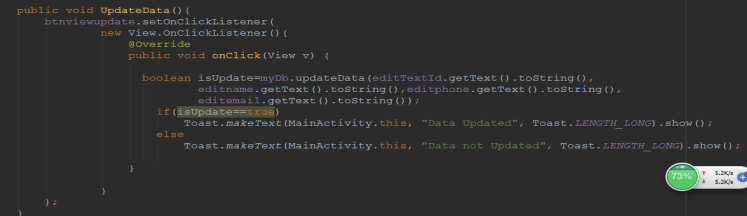 public void UpdateData(){
btnviewupdate.setOnClickListener(
new View.OnClickListener(){
@Override
public void onClick(View v) {
boolean isUpdate=myDb.updateData(editTextId.getText().toString(),
editname.getText().toString(),editphone.getText().toString(),
editemail.getText().toString());
if(isUpdate==true)
Toast.makeText(MainActivity.this, "Data Updated", Toast.LENGTH_LONG).show();
else
Toast.makeText(MainActivity.this, "Data not Updated", Toast.LENGTH_LONG).show();
}
}
);
}
73%
↑ 5.2K/s
↓ 5.2K/s